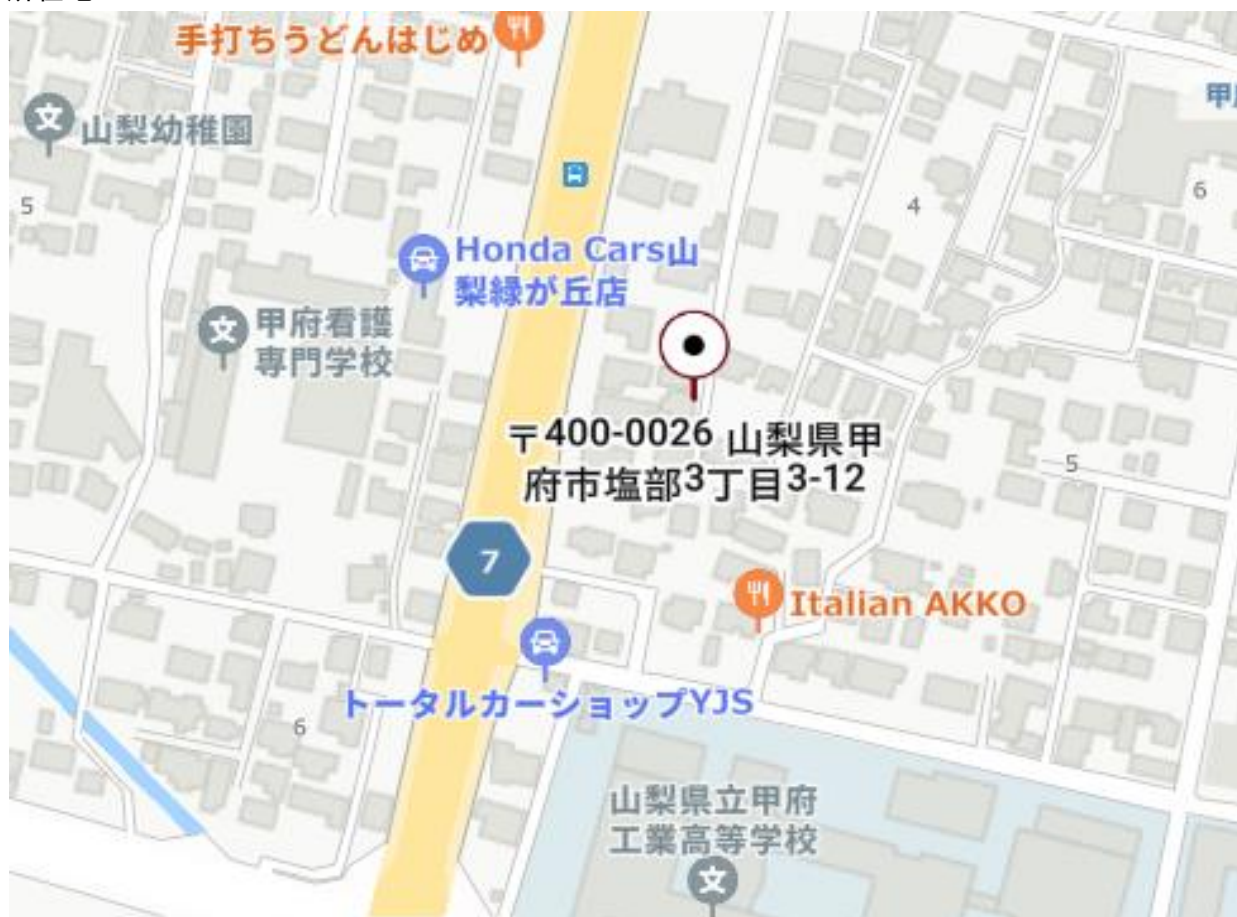 手打ちうどんはじめ
山梨幼稚園
甲
5
6
4
Honda Cars山
梨緑が丘店
甲府看護
専門学校
〒400-0026 山梨県甲
府市塩部3丁目3-12
5
7
Italian AKKO
トータルカーショップYJS
6
山梨県立甲府
工業高等学校
文